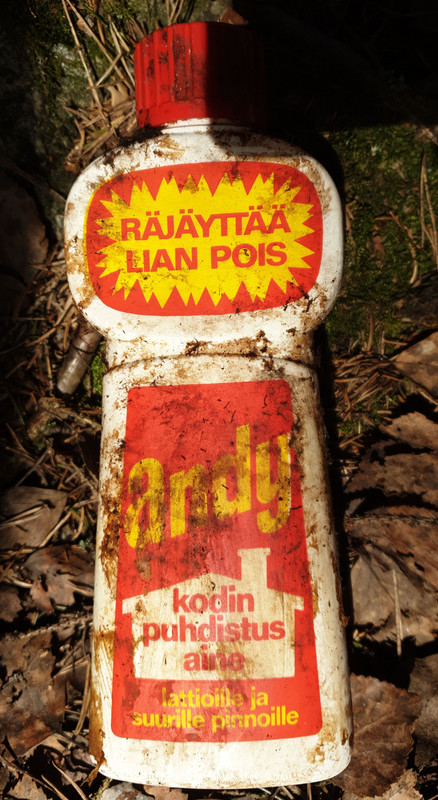 RÄJÄYTTÄÄ
LIAN POIS
andy
kodin
puhdistus
aine
lattioille ja
suurille pinnoille